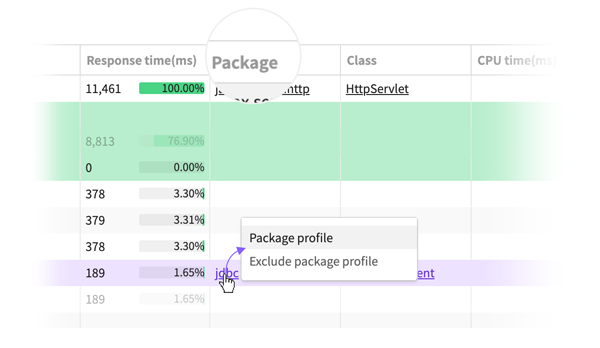 Response time(ms) Package Class CPU time(ms
11,461 100.00% http HttpServlet
8,813 76.90%
0 0.00%
378 3.30%
379 3.31%
378 3.30%
Package profile
Exclude package profile
189 1.65% jdbc ent
189 1.65%